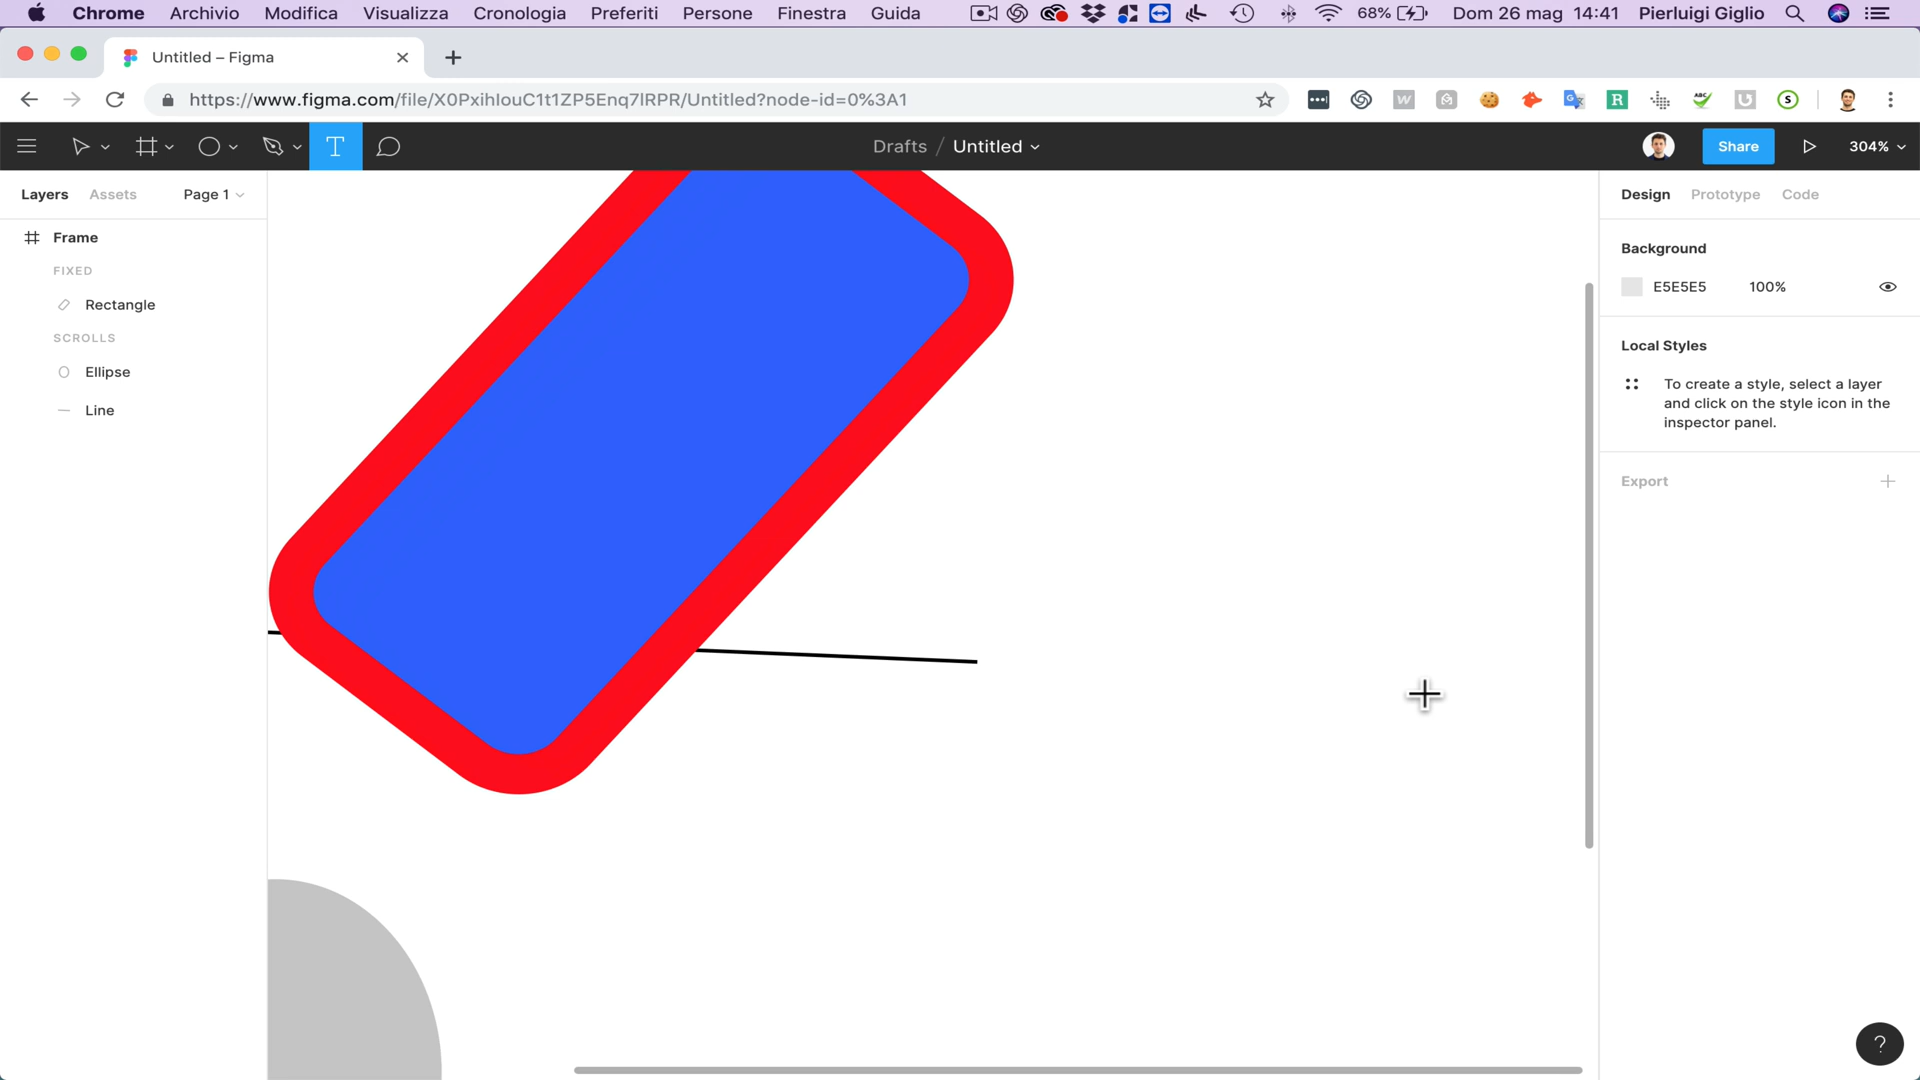 Chrome Archivio Modifica Visualizza Cronologia Preferiti Persone Finestra Guida 68% Dom 26 mag 14:41 Pierluigi Giglio
Untitled – Figma
https://www.figma.com/file/X0PxihIouC1t1ZP5Enq7lRPR/Untitled?node-id=0%3A1
Drafts / Untitled
Share
304%
Layers Assets Page 1
Frame
FIXED
Rectangle
SCROLLS
Ellipse
Line
Design Prototype Code
Background
E5E5E5 100%
Local Styles
To create a style, select a layer
and click on the style icon in the
inspector panel.
Export
?